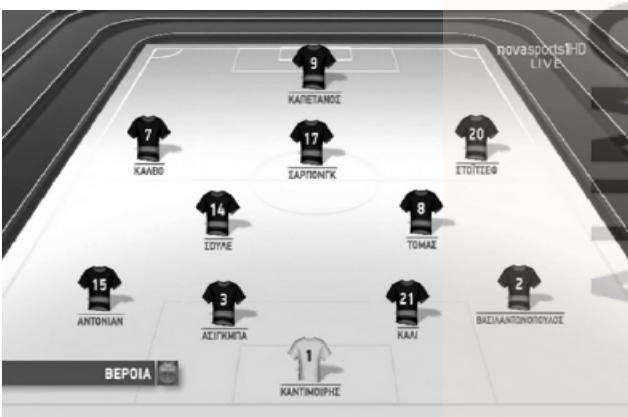 novasports1HD
LIVE
9
ΚΑΠΕΤΑΝΟΣ
7
ΚΑΛΕΟ
17
ΣΑΡΠΟΝΓΚ
20
ΣΤΟΪΤΣΕΦ
14
ΣΟΥΛΕ
8
ΤΟΜΑΣ
15
ΑΝΤΟΝΙΑΝ
3
ΑΣΙΓΚΜΠΑ
21
ΚΑΛΙ
2
ΒΑΣΙΛΑΝΤΩΝΟΠΟΥΛΟΣ
1
ΚΑΝΤΙΜΟΙΡΗΣ
ΒΕΡΟΙΑ